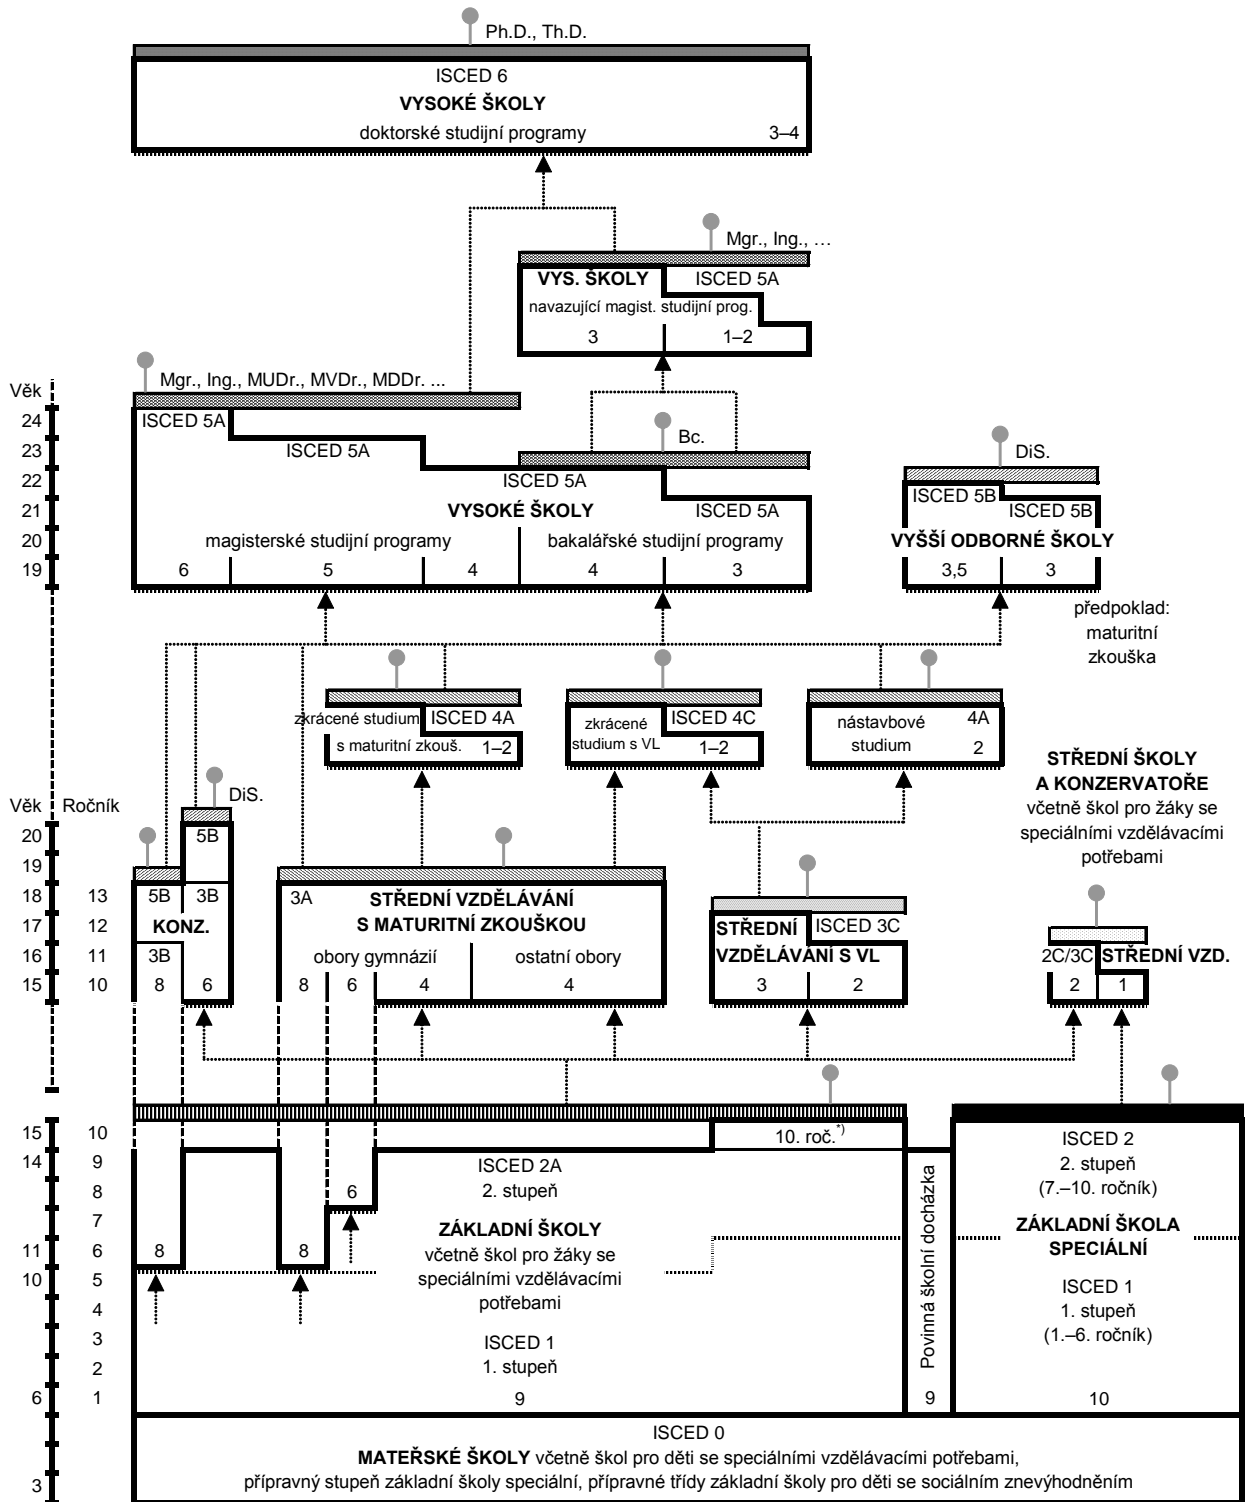 Ph.D., Th.D.
ISCED 6
VYSOKÉ ŠKOLY
doktorské studijní programy 3–4
Mgr., Ing., …
VYS. ŠKOLY ISCED 5A
navazující magist. studijní prog.
3 1–2
Mgr., Ing., MUDr., MVDr., MDDr. ...
Věk
24 ISCED 5A
23 ISCED 5A Bc. DiS.
22 ISCED 5A ISCED 5B
21 VYSOKÉ ŠKOLY ISCED 5A ISCED 5B
20 magisterské studijní programy bakalářské studijní programy VYŠŠÍ ODBORNÉ ŠKOLY
19 6 5 4 4 3 3,5 3
předpoklad:
maturitní
zkouška
zkrácené studium ISCED 4A
s maturitní zkouš. 1–2
zkrácené ISCED 4C
studium s VL 1–2
nástavbové 4A
studium 2
STŘEDNÍ ŠKOLY
A KONZERVATOŘE
včetně škol pro žáky se
speciálními vzdělávacími
potřebami
DiS.
Věk Ročník
20 5B
19
18 13 5B 3B 3A STŘEDNÍ VZDĚLÁVÁNÍ
17 12 KONZ. S MATURITNÍ ZKOUŠKOU STŘEDNÍ ISCED 3C
16 11 3B obory gymnázií ostatní obory VZDĚLÁVÁNÍ S VL 2C/3C STŘEDNÍ VZD.
15 10 8 6 8 6 4 4 3 2 2 1
15 10 10. roč.*) ISCED 2
14 9 ISCED 2A 2. stupeň
8 6 2. stupeň (7.–10. ročník)
7 ZÁKLADNÍ ŠKOLY ZÁKLADNÍ ŠKOLA
11 6 8 8 včetně škol pro žáky se SPECIÁLNÍ
10 5 speciálními vzdělávacími ISCED 1
4 potřebami 1. stupeň
3 ISCED 1 (1.–6. ročník)
2 1. stupeň
Povinná školní docházka
6 1 9 9 10
ISCED 0
MATEŘSKÉ ŠKOLY včetně škol pro děti se speciálními vzdělávacími potřebami,
3 přípravný stupeň základní školy speciální, přípravné třídy základní školy pro děti se sociálním znevýhodněním